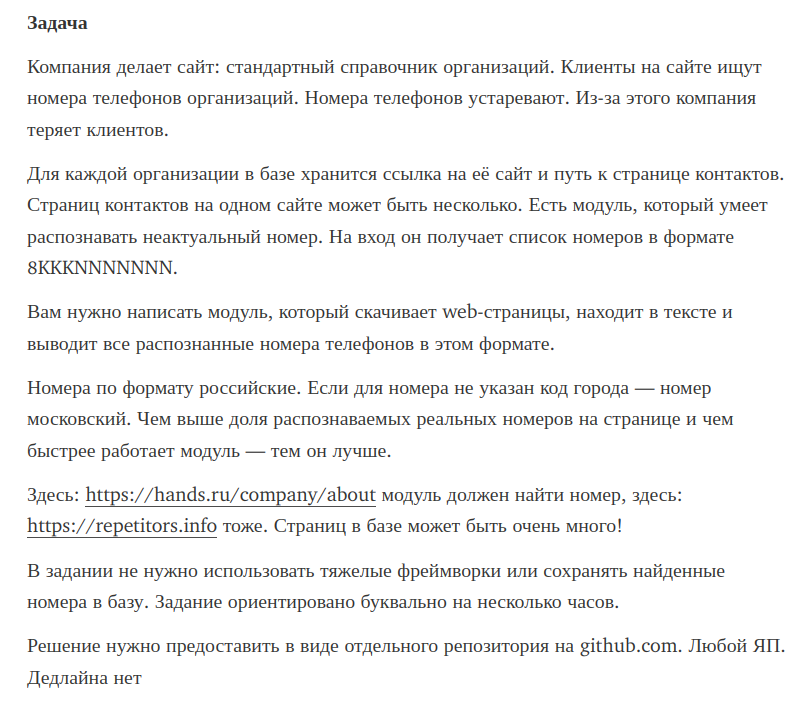 Задача
Компания делает сайт: стандартный справочник организаций. Клиенты на сайте ищут
номера телефонов организаций. Номера телефонов устаревают. Из-за этого компания
теряет клиентов.
Для каждой организации в базе хранится ссылка на её сайт и путь к странице контактов.
Страниц контактов на одном сайте может быть несколько. Есть модуль, который умеет
распознавать неактуальный номер. На вход он получает список номеров в формате
8KKKNNNNNNN.
Вам нужно написать модуль, который скачивает web-страницы, находит в тексте и
выводит все распознанные номера телефонов в этом формате.
Номера по формату российские. Если для номера не указан код города — номер
московский. Чем выше доля распознаваемых реальных номеров на странице и чем
быстрее работает модуль — тем он лучше.
Здесь: https://hands.ru/company/about модуль должен найти номер, здесь:
https://repetitors.info тоже. Страниц в базе может быть очень много!
В задании не нужно использовать тяжелые фреймворки или сохранять найденные
номера в базу. Задание ориентировано буквально на несколько часов.
Решение нужно предоставить в виде отдельного репозитория на github.com. Любой ЯП.
Дедлайна нет